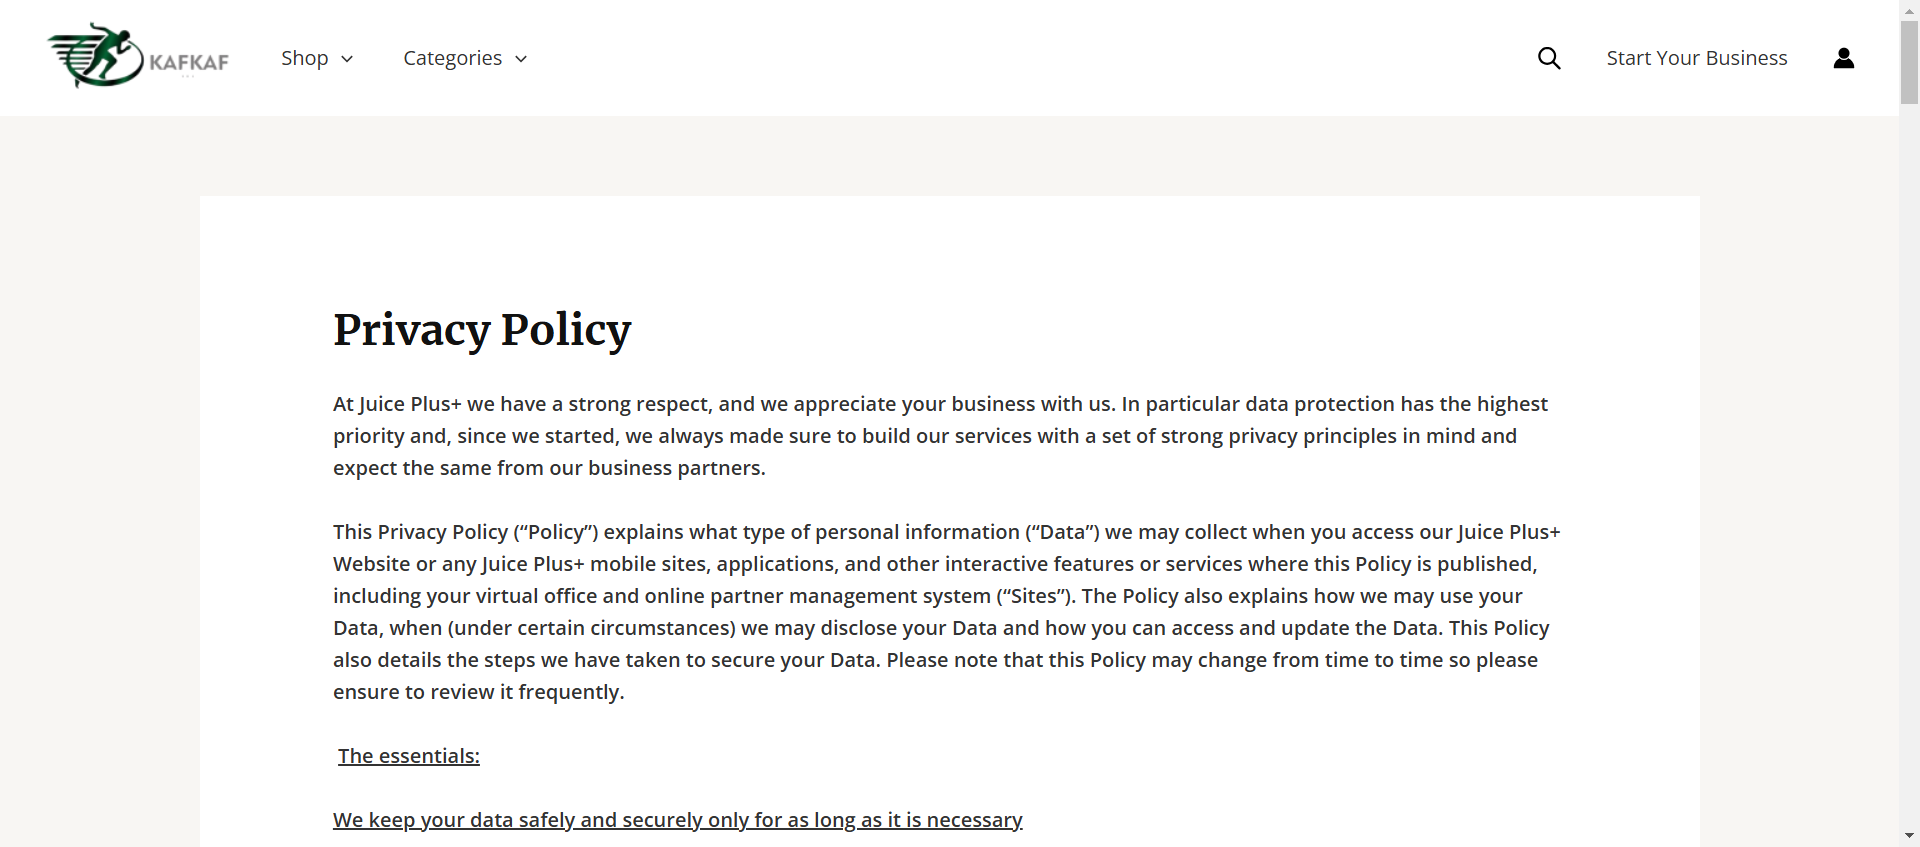 KAFKAF
Shop
Categories
Start Your Business
Privacy Policy
At Juice Plus+ we have a strong respect, and we appreciate your business with us. In particular data protection has the highest
priority and, since we started, we always made sure to build our services with a set of strong privacy principles in mind and
expect the same from our business partners.
This Privacy Policy (“Policy”) explains what type of personal information (“Data”) we may collect when you access our Juice Plus+
Website or any Juice Plus+ mobile sites, applications, and other interactive features or services where this Policy is published,
including your virtual office and online partner management system (“Sites”). The Policy also explains how we may use your
Data, when (under certain circumstances) we may disclose your Data and how you can access and update the Data. This Policy
also details the steps we have taken to secure your Data. Please note that this Policy may change from time to time so please
ensure to review it frequently.
The essentials:
We keep your data safely and securely only for as long as it is necessary